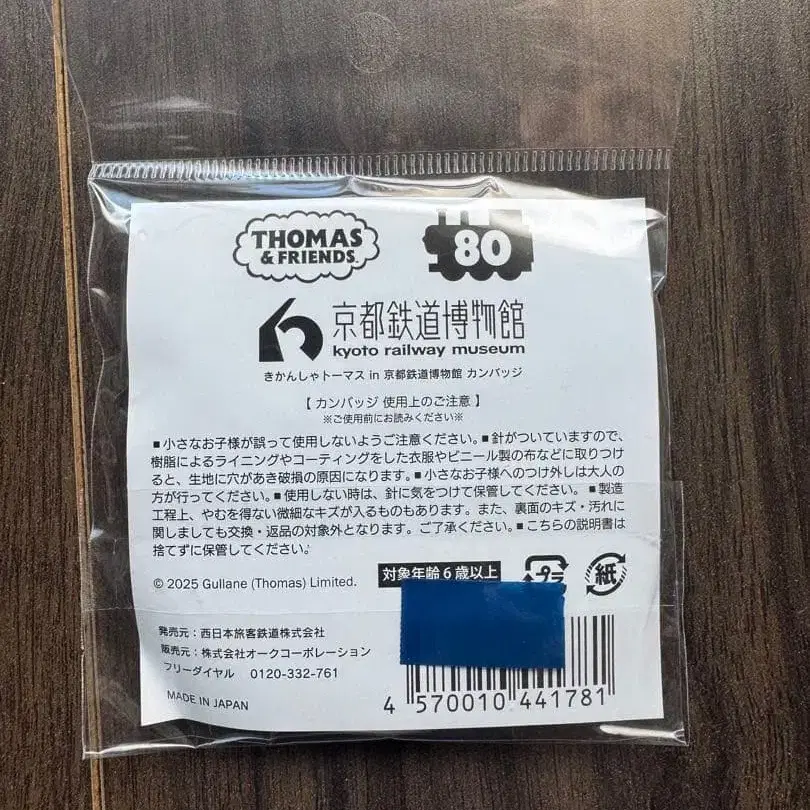 THOMAS
& FRIENDS
80
京都鉄道博物館
kyoto railway museum
きかんしゃトーマス in 京都鉄道博物館 カンバッジ
【 カンバッジ 使用上のご注意 】
※ご使用前にお読みください※
■小さなお子様が誤って使用しないようご注意ください。■針がついていますので、
樹脂によるライニングやコーティングをした衣服やビニール製の布などに取りつけ
ると、生地に穴があき破損の原因になります。■小さなお子様へのつけ外しは大人の
方が行ってください。■使用しない時は、針に気をつけて保管してください。 ■製造
工程上、やむを得ない微細なキズが入るものもあります。また、裏面のキズ・汚れに
関しましても交換・返品の対象外となります。ご了承ください。■こちらの説明書は
捨てずに保管してください。
© 2025 Gullane (Thomas) Limited.
対象年齢6歳以上
プラ
紙
発売元：西日本旅客鉄道株式会社
販売元：株式会社オークコーポレーション
フリーダイヤル 0120-332-761
MADE IN JAPAN
4 570010 441781